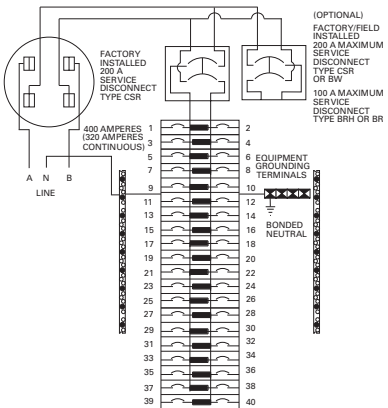 (OPTIONAL)
FACTORY/FIELD
INSTALLED
200 A MAXIMUM
SERVICE
DISCONNECT
TYPE CSR
OR BW
100 A MAXIMUM
SERVICE
DISCONNECT
TYPE BRH OR BR
FACTORY
INSTALLED
200 A
SERVICE
DISCONNECT
TYPE CSR
400 AMPERES
(320 AMPERES
CONTINUOUS)
A N B
LINE
EQUIPMENT
GROUNDING
TERMINALS
BONDED
NEUTRAL
1 2
3 4
5 6
7 8
9 10
11 12
13 14
15 16
17 18
19 20
21 22
23 24
25 26
27 28
29 30
31 32
33 34
35 36
37 38
39 40